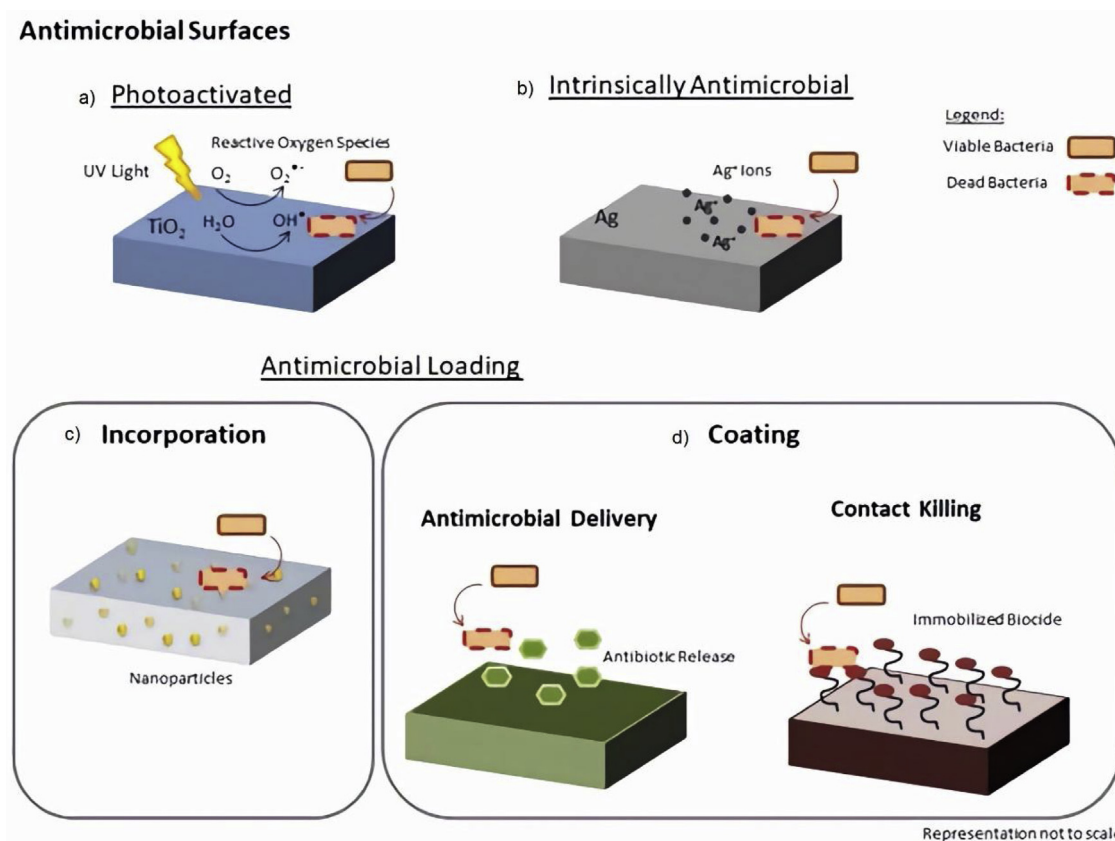 Antimicrobial Surfaces
a) Photoactivated
b) Intrinsically Antimicrobial
Legend:
Viable Bacteria
Dead Bacteria
Reactive Oxygen Species
UV Light
O₂
O₂•-
TiO₂
H₂O
OH•
Ag⁺ Ions
Ag
Ag⁺
Ag⁺
Antimicrobial Loading
c) Incorporation
Nanoparticles
d) Coating
Antimicrobial Delivery
Antibiotic Release
Contact Killing
Immobilized Biocide
Representation not to scale